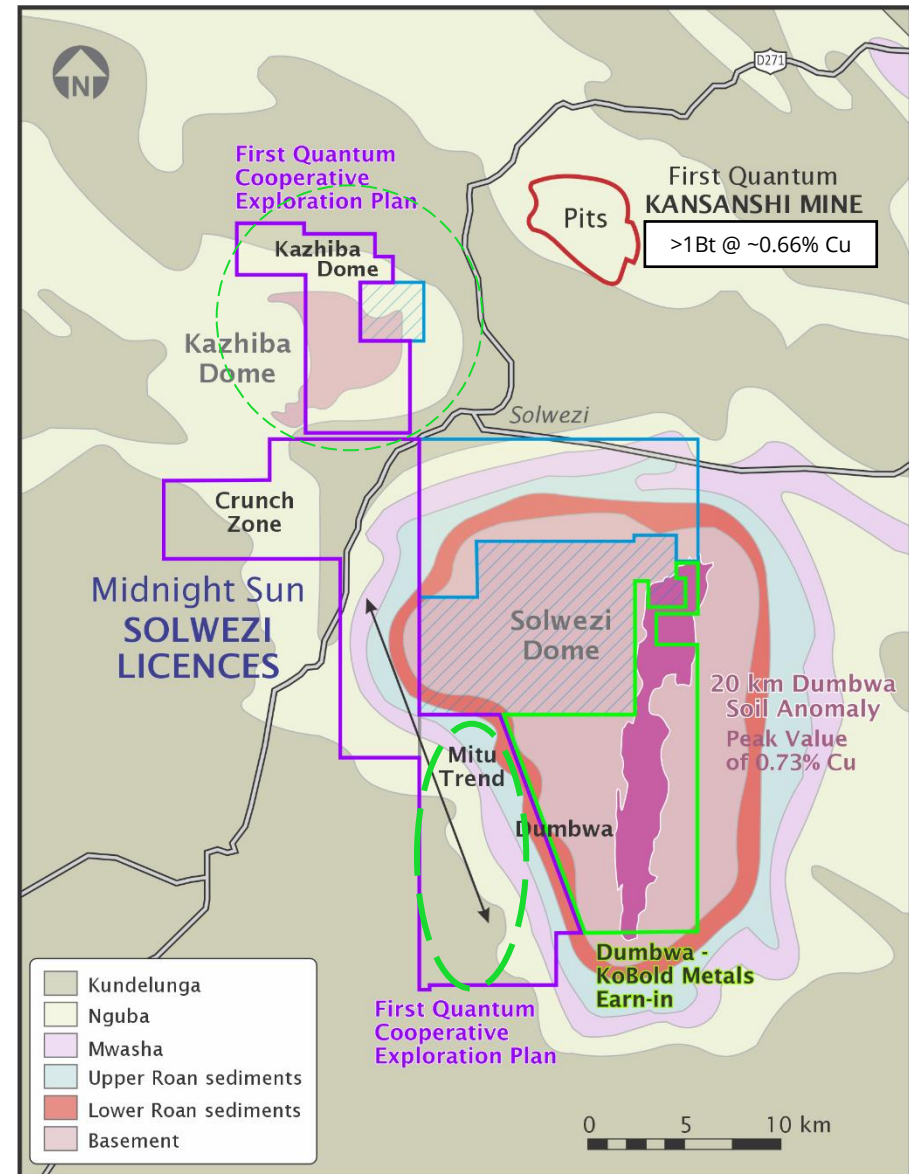 N
D271
First Quantum
Cooperative
Exploration Plan
Kazhiba
Dome
Kazhiba
Dome
Pits
First Quantum
KANSANSHI MINE
>1Bt @ ~0.66% Cu
Solwezi
Crunch
Zone
Midnight Sun
SOLWEZI
LICENCES
Solwezi
Dome
20 km Dumbwa
Soil Anomaly
Peak Value
of 0.73% Cu
Mitu
Trend
Dumbwa
Dumbwa -
KoBold Metals
Earn-in
First Quantum
Cooperative
Exploration Plan
Kundelunga
Nguba
Mwasha
Upper Roan sediments
Lower Roan sediments
Basement
0 5 10 km